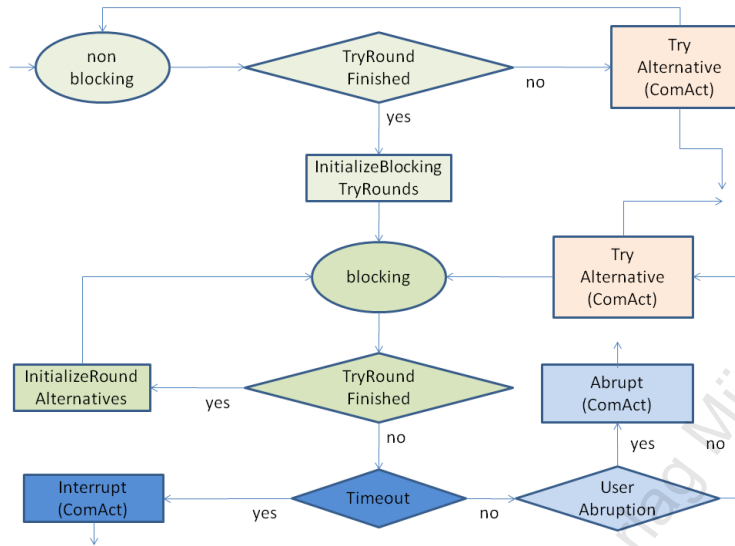 non
blocking
TryRound
Finished
no
Try
Alternative
(ComAct)
yes
InitializeBlocking
TryRounds
blocking
Try
Alternative
(ComAct)
InitializeRound
Alternatives
yes
TryRound
Finished
no
Abrupt
(ComAct)
yes
no
Interrupt
(ComAct)
yes
Timeout
no
User
Abruption